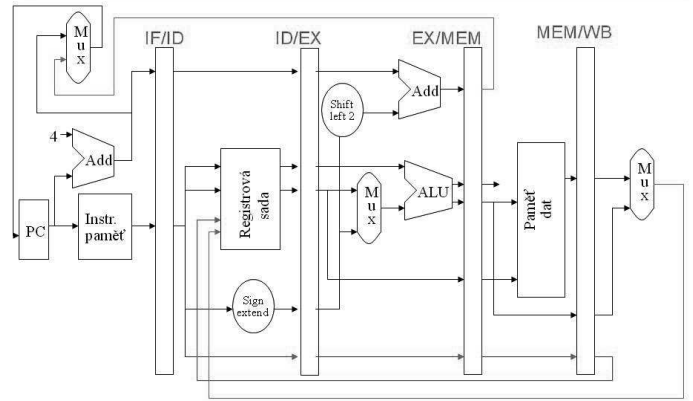 IF/ID
ID/EX
EX/MEM
MEM/WB
M
u
x
4
Add
PC
Instr.
paměť
Registrová
sada
Sign
extend
Shift
left 2
Add
M
u
x
ALU
Paměť
dat
M
u
x